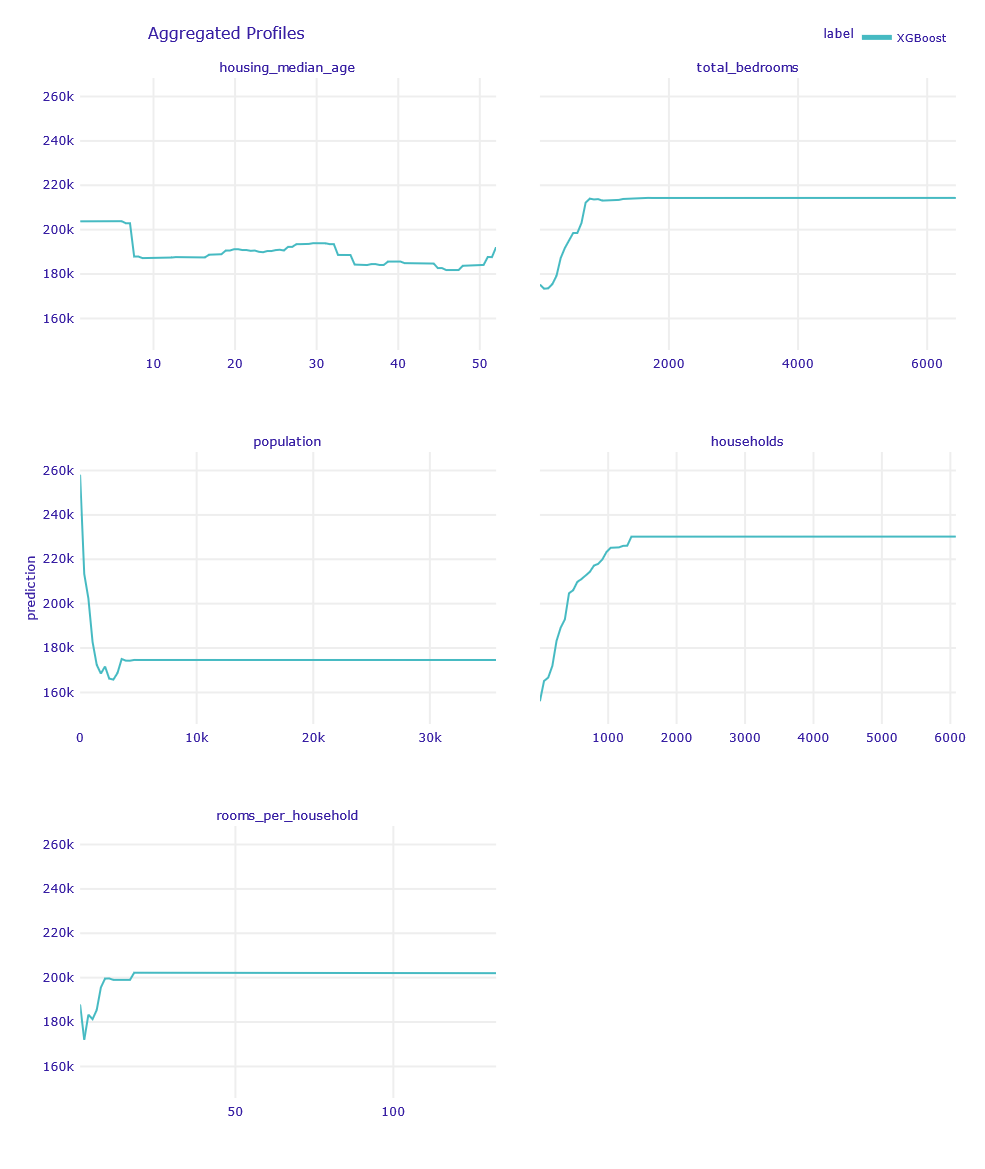 Aggregated Profiles
label XGBoost
housing_median_age
total_bedrooms
260k
240k
220k
200k
180k
160k
10 20 30 40 50
2000 4000 6000
population
households
prediction
260k
240k
220k
200k
180k
160k
0 10k 20k 30k
1000 2000 3000 4000 5000 6000
rooms_per_household
260k
240k
220k
200k
180k
160k
50 100